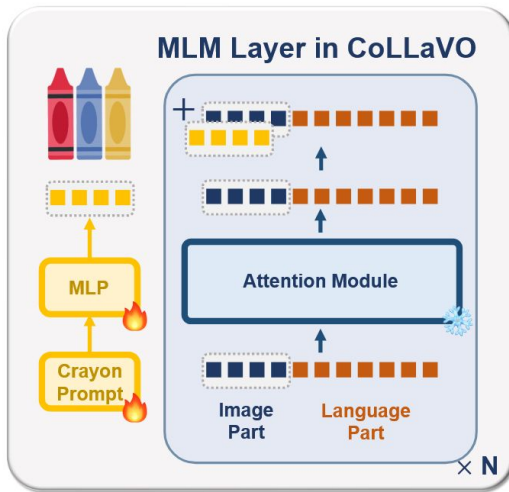 MLM Layer in CoLLaVO
+
MLP
Crayon
Prompt
Attention Module
Image
Part
Language
Part
× N